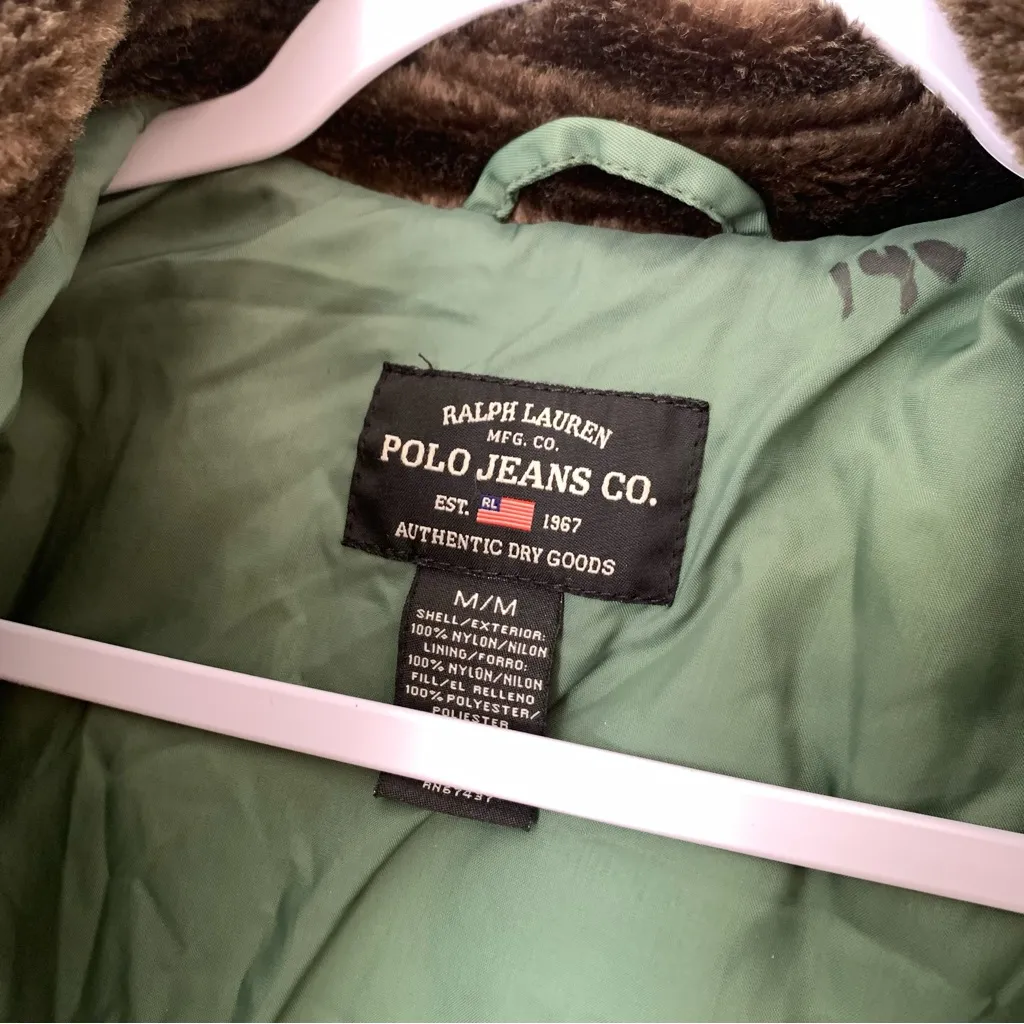 RALPH LAUREN
MFG. CO.
POLO JEANS CO.
EST. RL 1967
AUTHENTIC DRY GOODS
M/M
SHELL/EXTERIOR:
100% NYLON/NILON
LINING/FORRO:
100% NYLON/NILON
FILL/EL RELLENO
100% POLYESTER/
POLIESTER